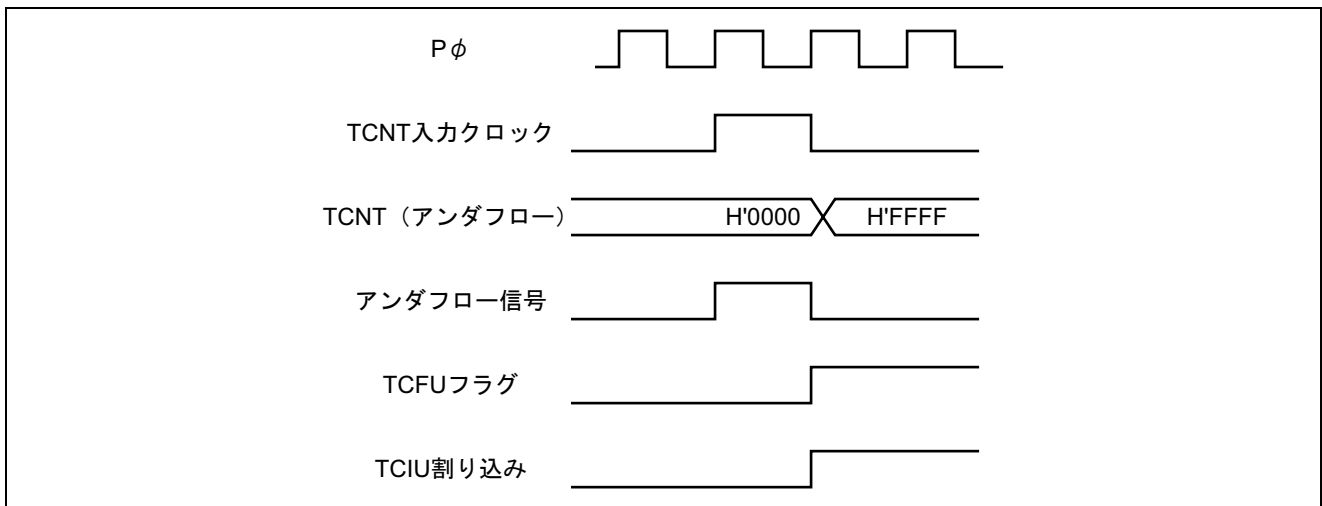 Pφ
TCNT入力クロック
TCNT（アンダフロー）
H'0000
H'FFFF
アンダフロー信号
TCFUフラグ
TCIU割り込み